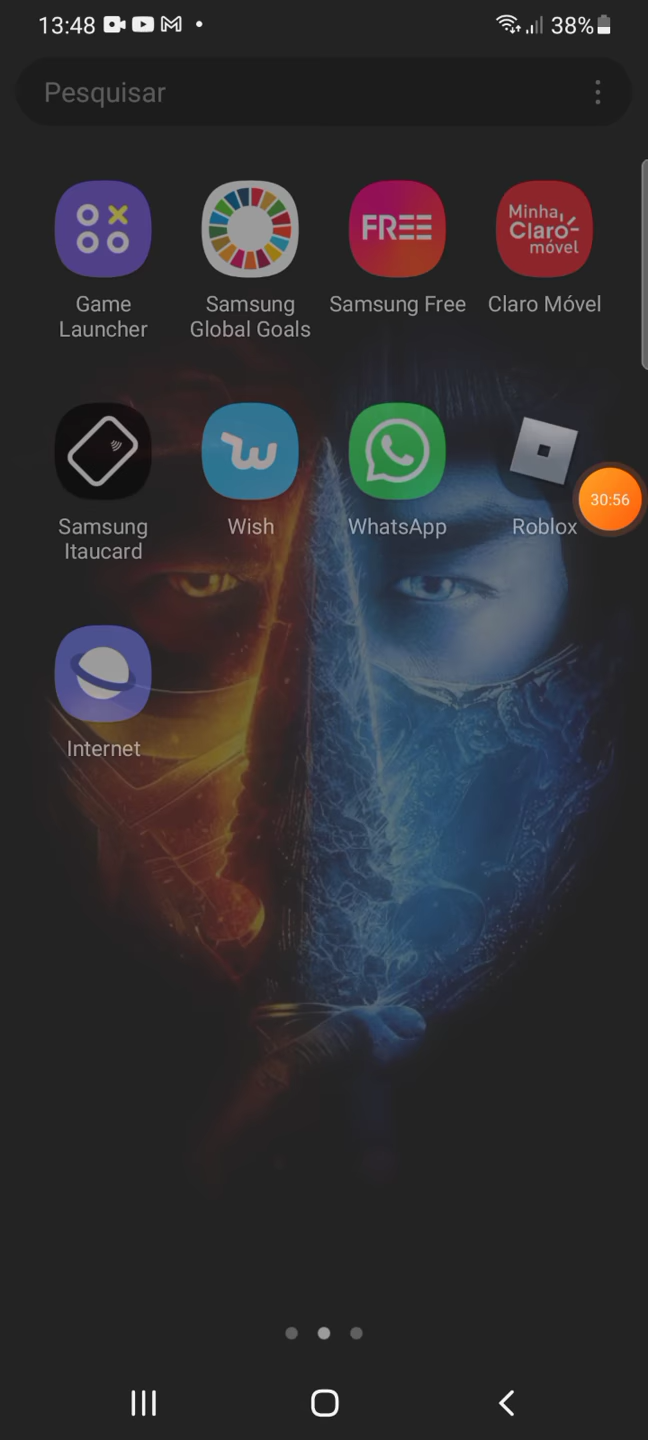 13:48
38%
Pesquisar
FREE
Minha
Claro
móvel
Game
Launcher
Samsung
Global Goals
Samsung Free
Claro Móvel
Samsung
Itaucard
Wish
WhatsApp
Roblox
30:56
Internet